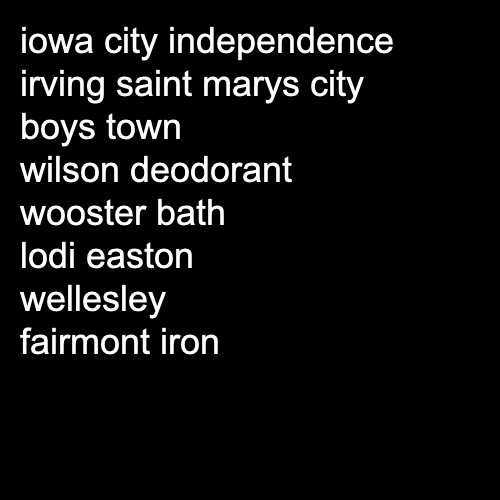 iowa city independence
irving saint marys city
boys town
wilson deodorant
wooster bath
lodi easton
wellesley
fairmont iron